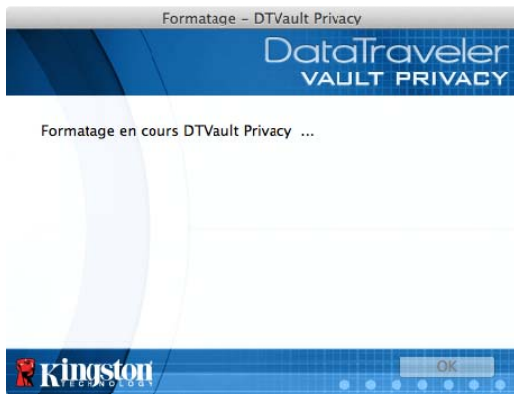 Formatage – DTVault Privacy
DataTraveler
VAULT PRIVACY
Formatage en cours DTVault Privacy ...
OK
Kingston
TECHNOLOGY